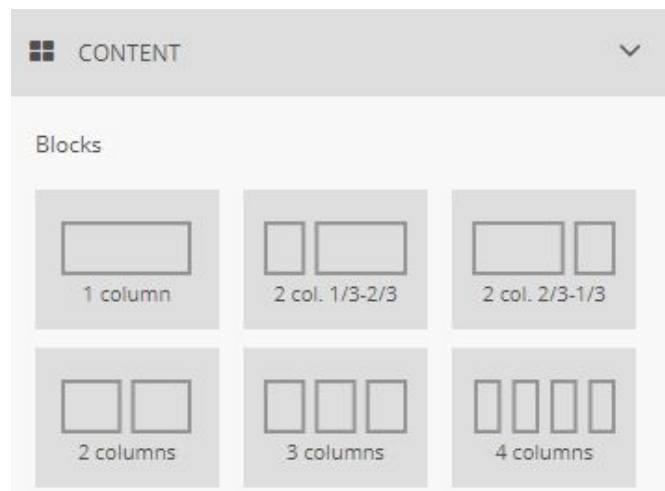 CONTENT
Blocks
1 column
2 col. 1/3-2/3
2 col. 2/3-1/3
2 columns
3 columns
4 columns